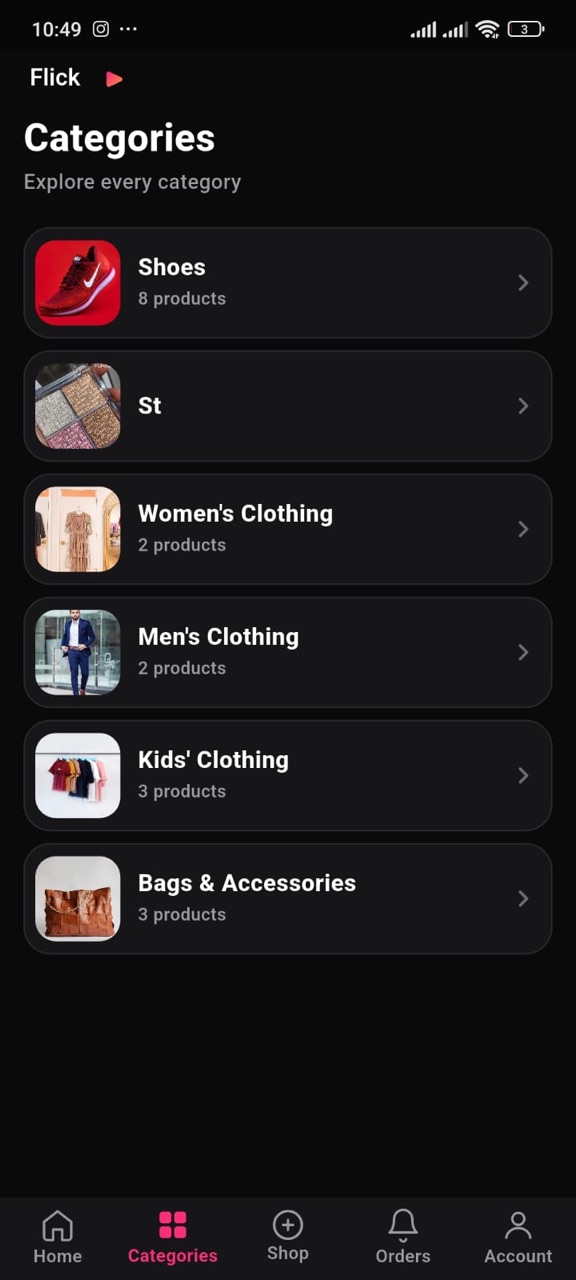 10:49
3
Flick
Categories
Explore every category
Shoes
8 products
St
Women's Clothing
2 products
Men's Clothing
2 products
Kids' Clothing
3 products
Bags & Accessories
3 products
Home
Categories
Shop
Orders
Account